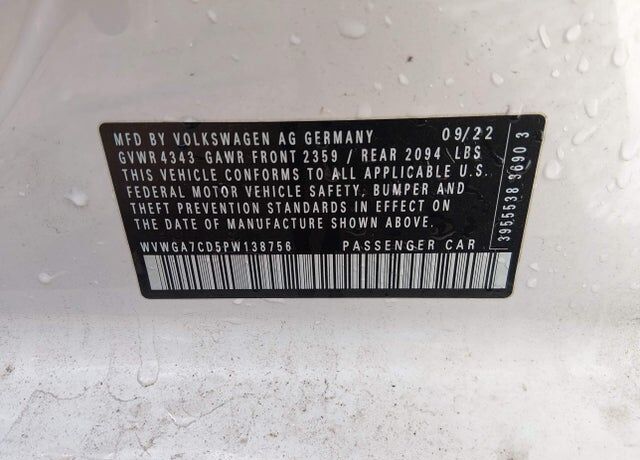 MFD BY VOLKSWAGEN AG GERMANY 09/22
GVWR 4343 GAWR FRONT 2359 / REAR 2094 LBS
THIS VEHICLE CONFORMS TO ALL APPLICABLE U.S.
FEDERAL MOTOR VEHICLE SAFETY, BUMPER AND
THEFT PREVENTION STANDARDS IN EFFECT ON
THE DATE OF MANUFACTURE SHOWN ABOVE.
WVWGA7CD5PW138756 PASSENGER CAR
3955538 36903